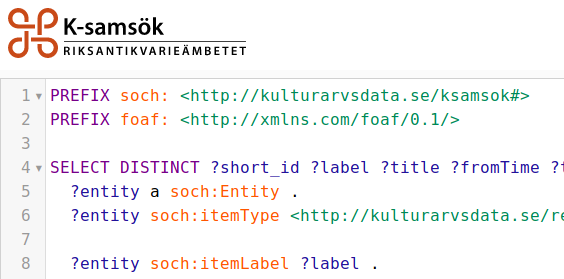 K-samsök
RIKSANTIKVARIEÄMBETET
1 PREFIX soch: <http://kulturarvsdata.se/ksamsok#>
2 PREFIX foaf: <http://xmlns.com/foaf/0.1/>
3
4 SELECT DISTINCT ?short_id ?label ?title ?fromTime
5 ?entity a soch:Entity .
6 ?entity soch:itemType <http://kulturarvsdata.se/re
7
8 ?entity soch:itemLabel ?label .